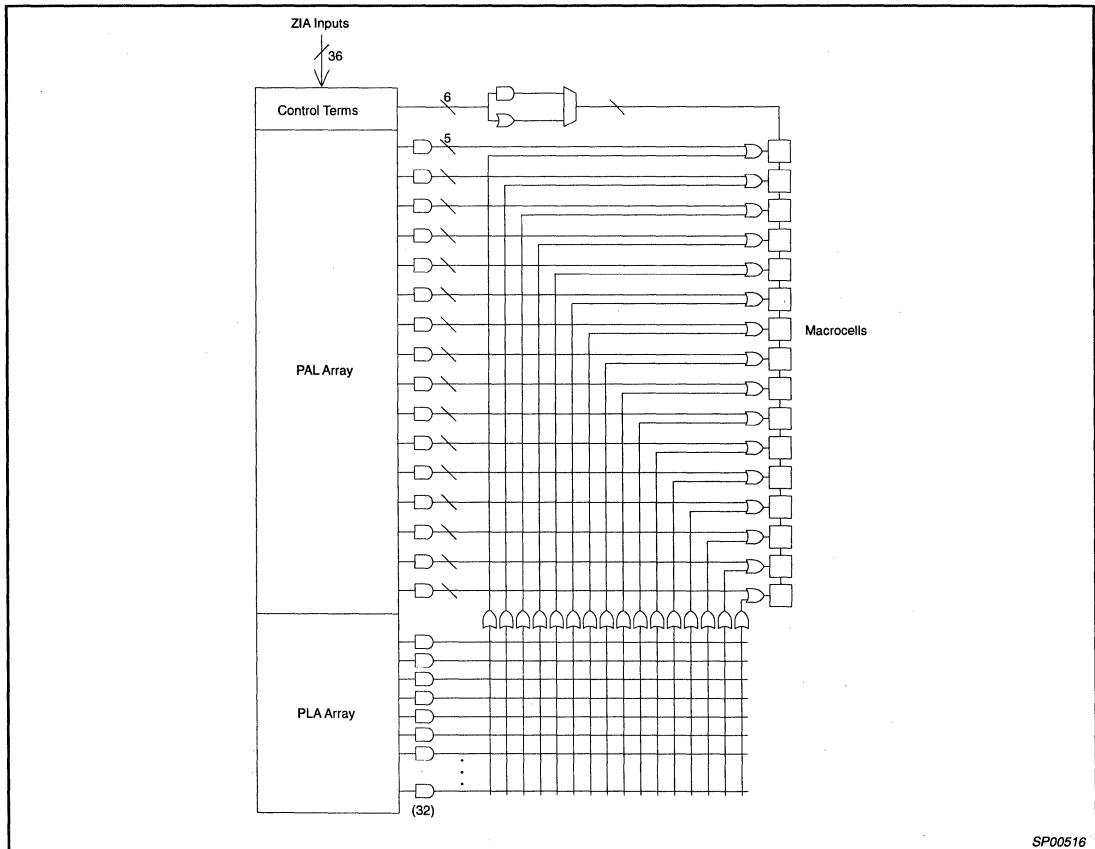 ZIA Inputs
36
Control Terms
6
5
PAL Array
Macrocells
PLA Array
(32)
SP00516